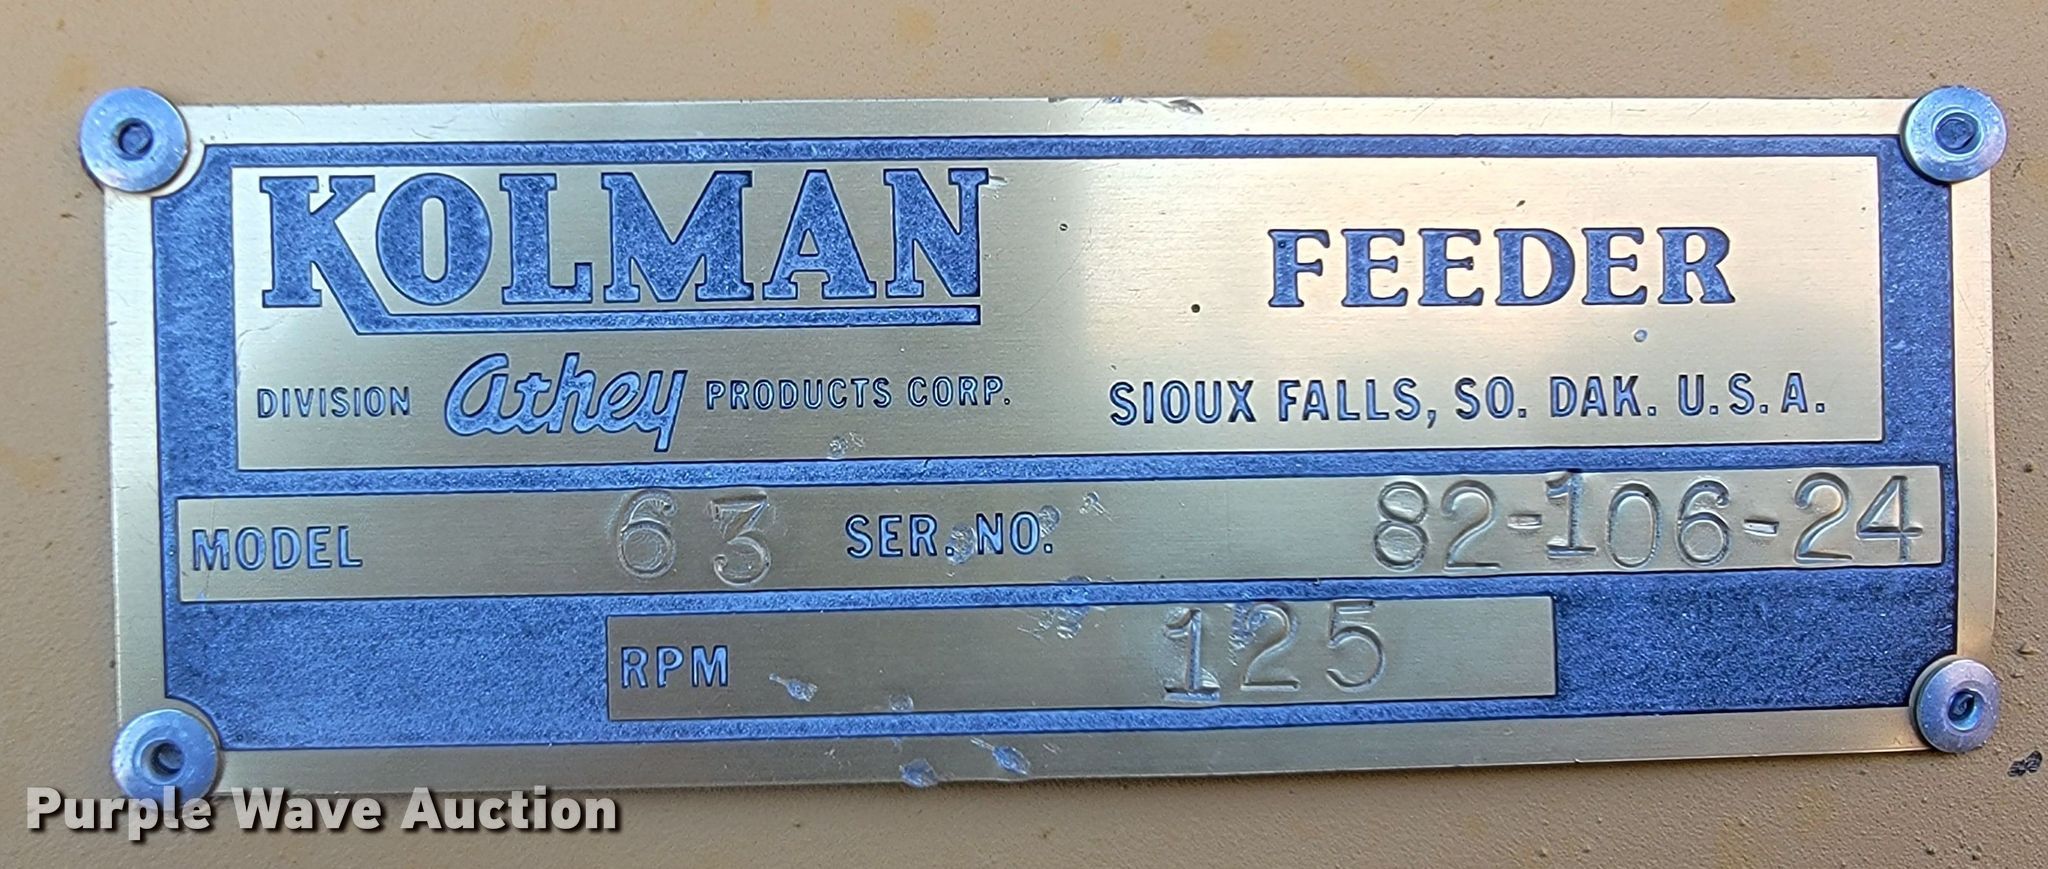 KOLMAN
FEEDER
DIVISION athey PRODUCTS CORP.
SIOUX FALLS, SO. DAK. U.S.A.
MODEL 63 SER. NO. 82-106-24
RPM 125
Purple Wave Auction